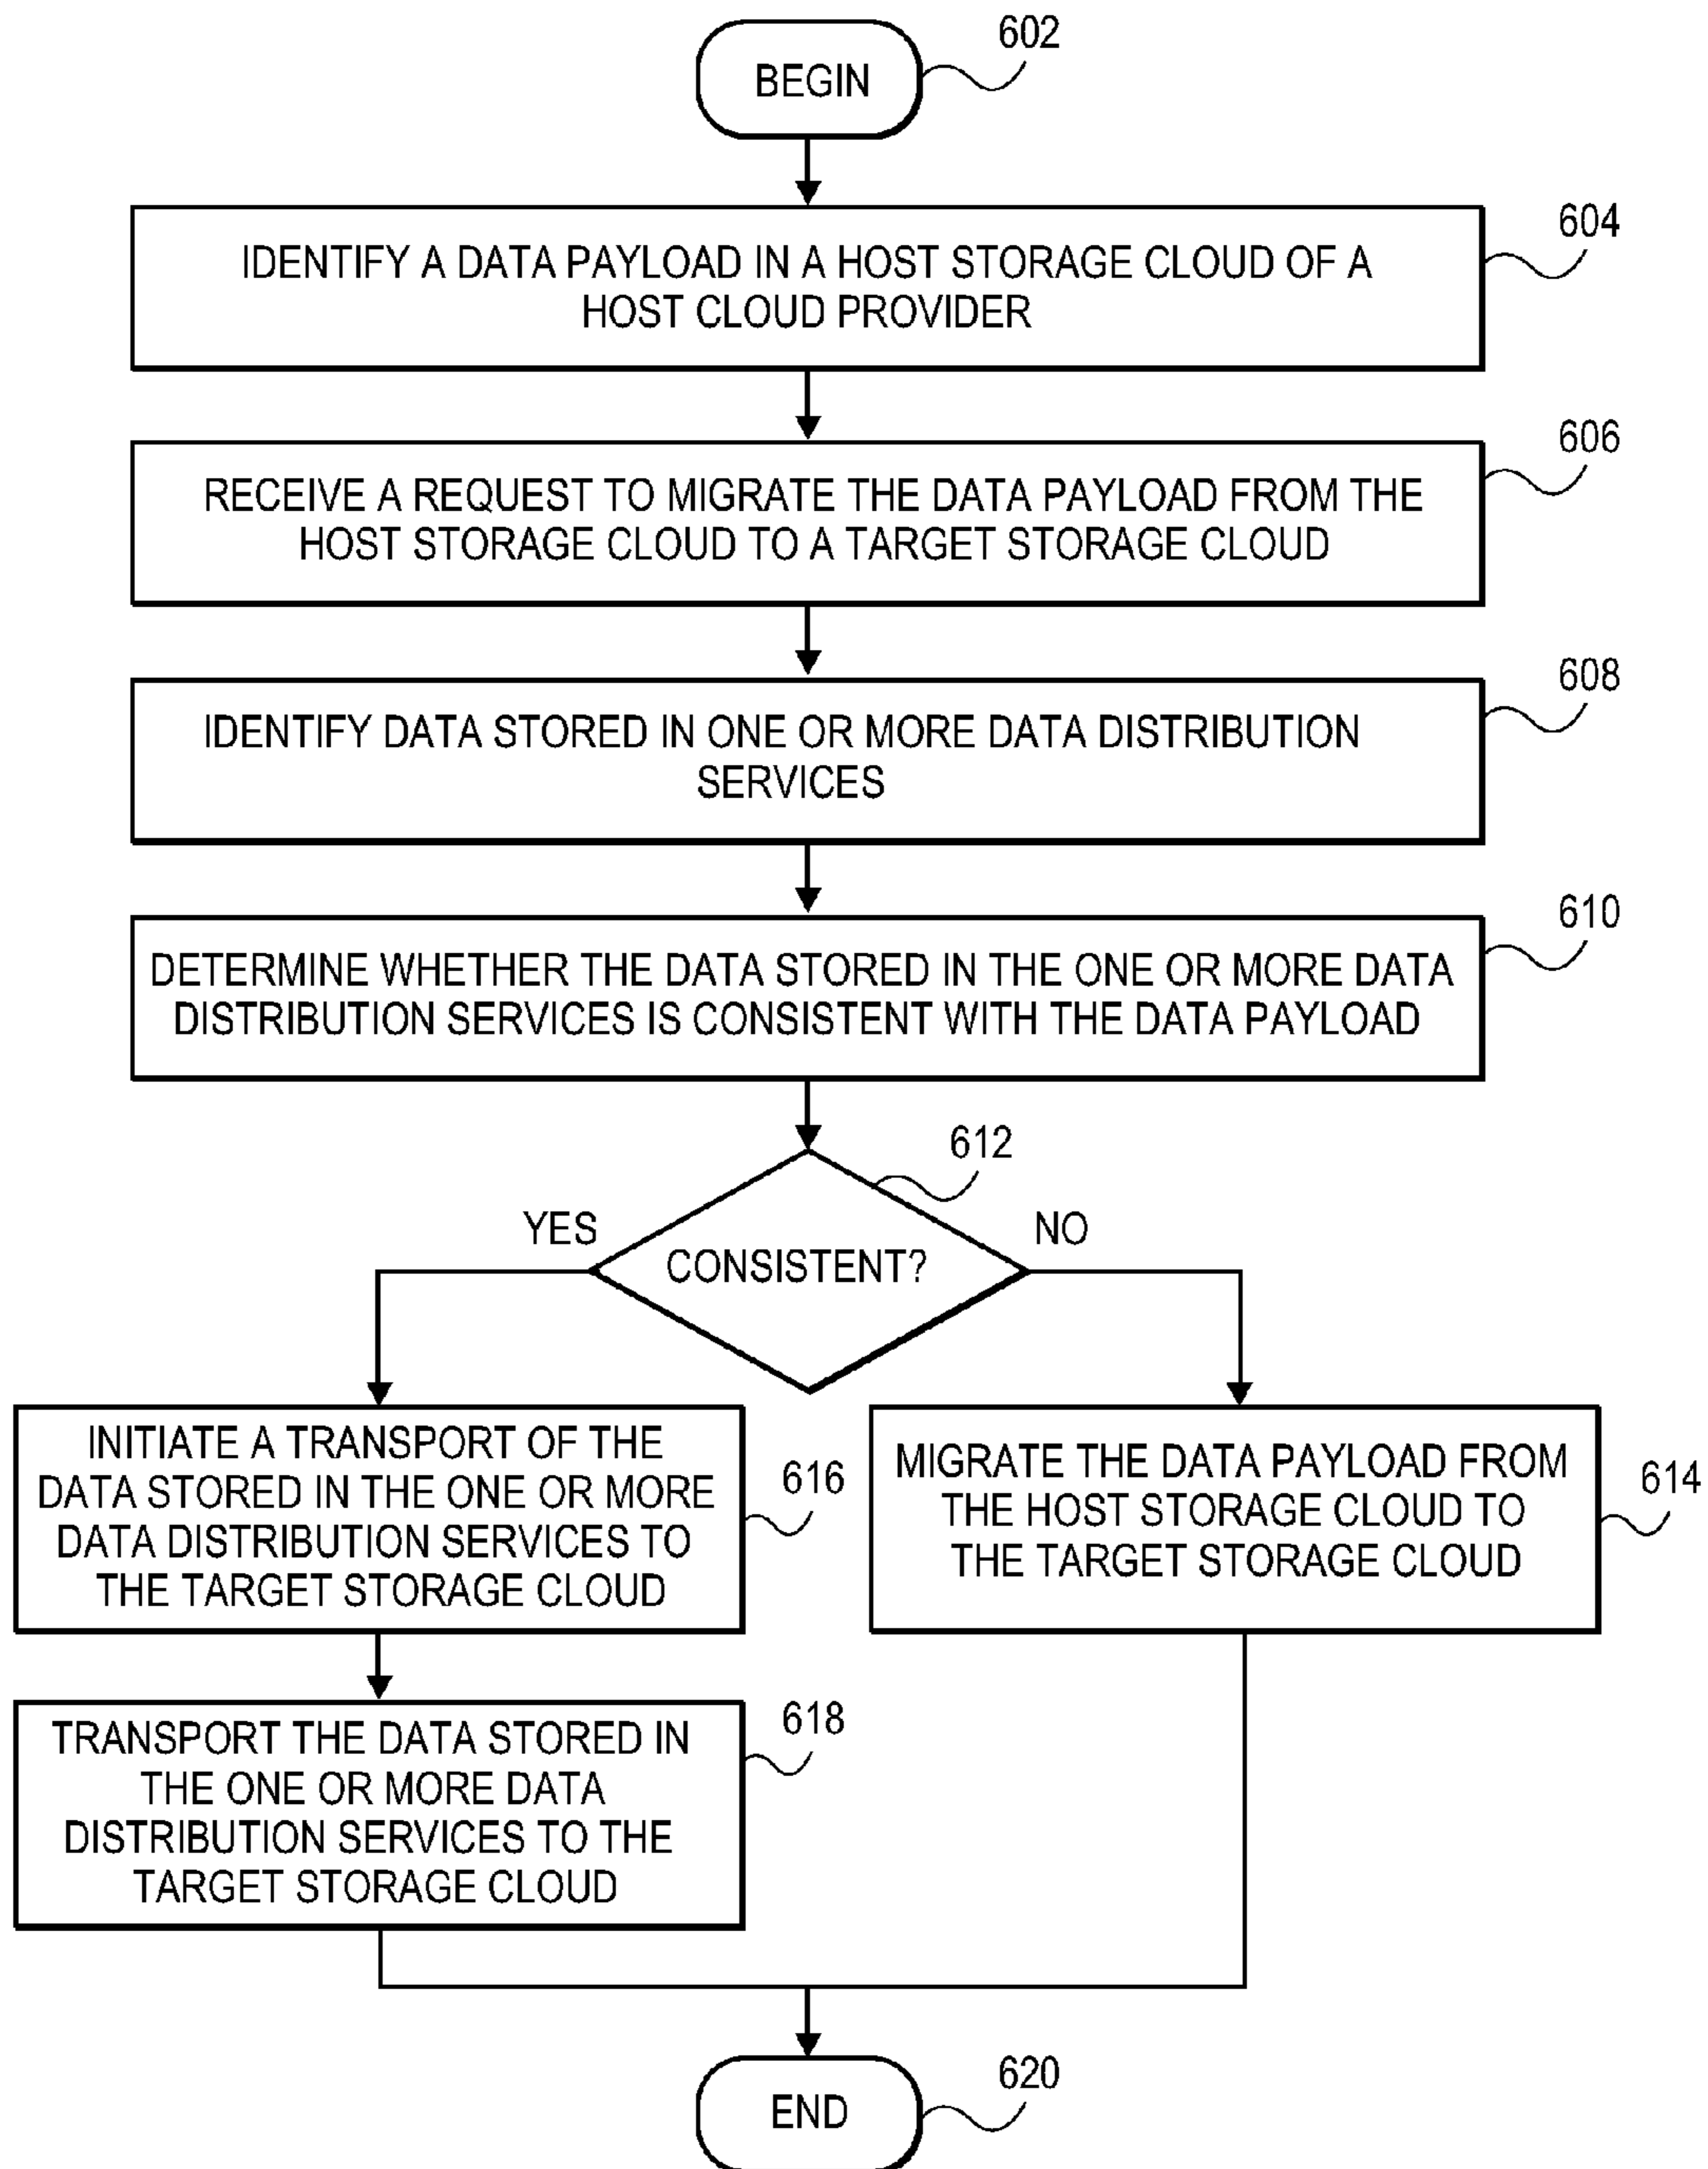 BEGIN
602
IDENTIFY A DATA PAYLOAD IN A HOST STORAGE CLOUD OF A
HOST CLOUD PROVIDER
604
RECEIVE A REQUEST TO MIGRATE THE DATA PAYLOAD FROM THE
HOST STORAGE CLOUD TO A TARGET STORAGE CLOUD
606
IDENTIFY DATA STORED IN ONE OR MORE DATA DISTRIBUTION
SERVICES
608
DETERMINE WHETHER THE DATA STORED IN THE ONE OR MORE DATA
DISTRIBUTION SERVICES IS CONSISTENT WITH THE DATA PAYLOAD
610
CONSISTENT?
612
YES
NO
INITIATE A TRANSPORT OF THE
DATA STORED IN THE ONE OR MORE
DATA DISTRIBUTION SERVICES TO
THE TARGET STORAGE CLOUD
616
MIGRATE THE DATA PAYLOAD FROM
THE HOST STORAGE CLOUD TO
THE TARGET STORAGE CLOUD
614
TRANSPORT THE DATA STORED IN
THE ONE OR MORE DATA
DISTRIBUTION SERVICES TO THE
TARGET STORAGE CLOUD
618
END
620